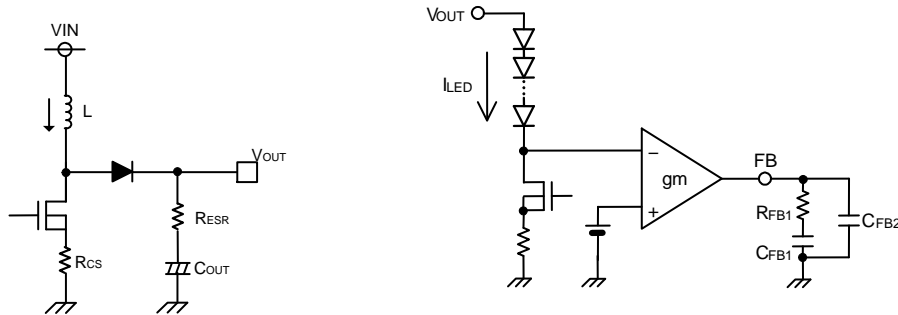 VIN
L
VOUT
RESR
RCS
COUT
VOUT
ILED
−
gm
+
FB
RFB1
CFB1
CFB2